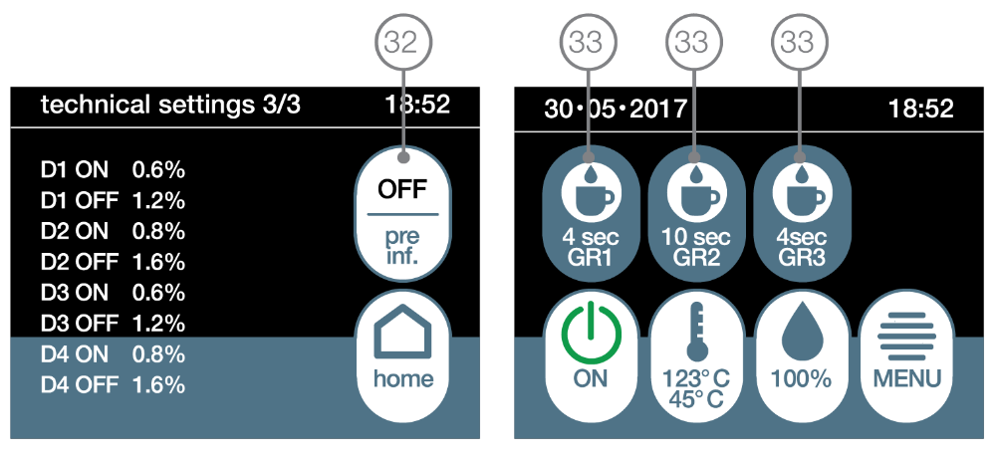 32
33
33
33
technical settings 3/3 18:52
D1 ON 0.6%
D1 OFF 1.2%
D2 ON 0.8%
D2 OFF 1.6%
D3 ON 0.6%
D3 OFF 1.2%
D4 ON 0.8%
D4 OFF 1.6%
OFF
pre
inf.
home
30•05•2017 18:52
4 sec
GR1
10 sec
GR2
4sec
GR3
ON
123°C
45°C
100%
MENU